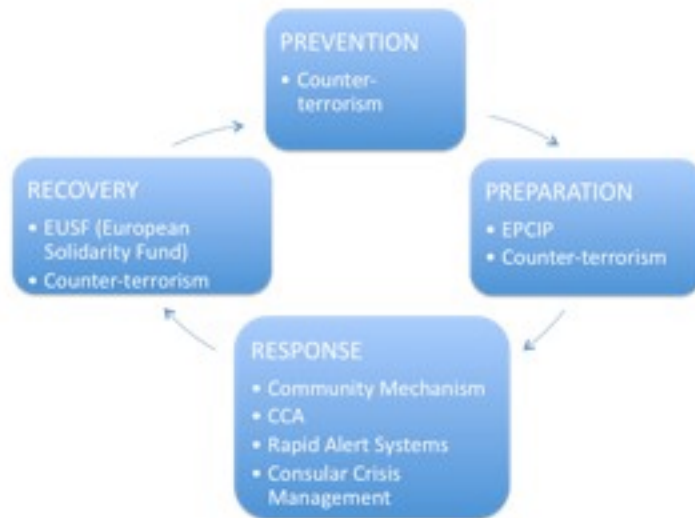 PREVENTION
• Counter-
terrorism
RECOVERY
• EUSF (European
Solidarity Fund)
• Counter-terrorism
PREPARATION
• EPCIP
• Counter-terrorism
RESPONSE
• Community Mechanism
• CCA
• Rapid Alert Systems
• Consular Crisis
Management